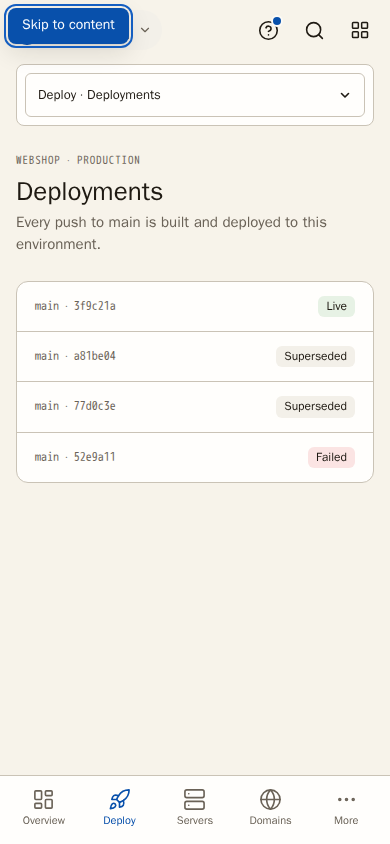 Skip to content
Deploy · Deployments
WEBSHOP · PRODUCTION
Deployments
Every push to main is built and deployed to this
environment.
main · 3f9c21a
Live
main · a81be04
Superseded
main · 77d0c3e
Superseded
main · 52e9a11
Failed
Overview
Deploy
Servers
Domains
More